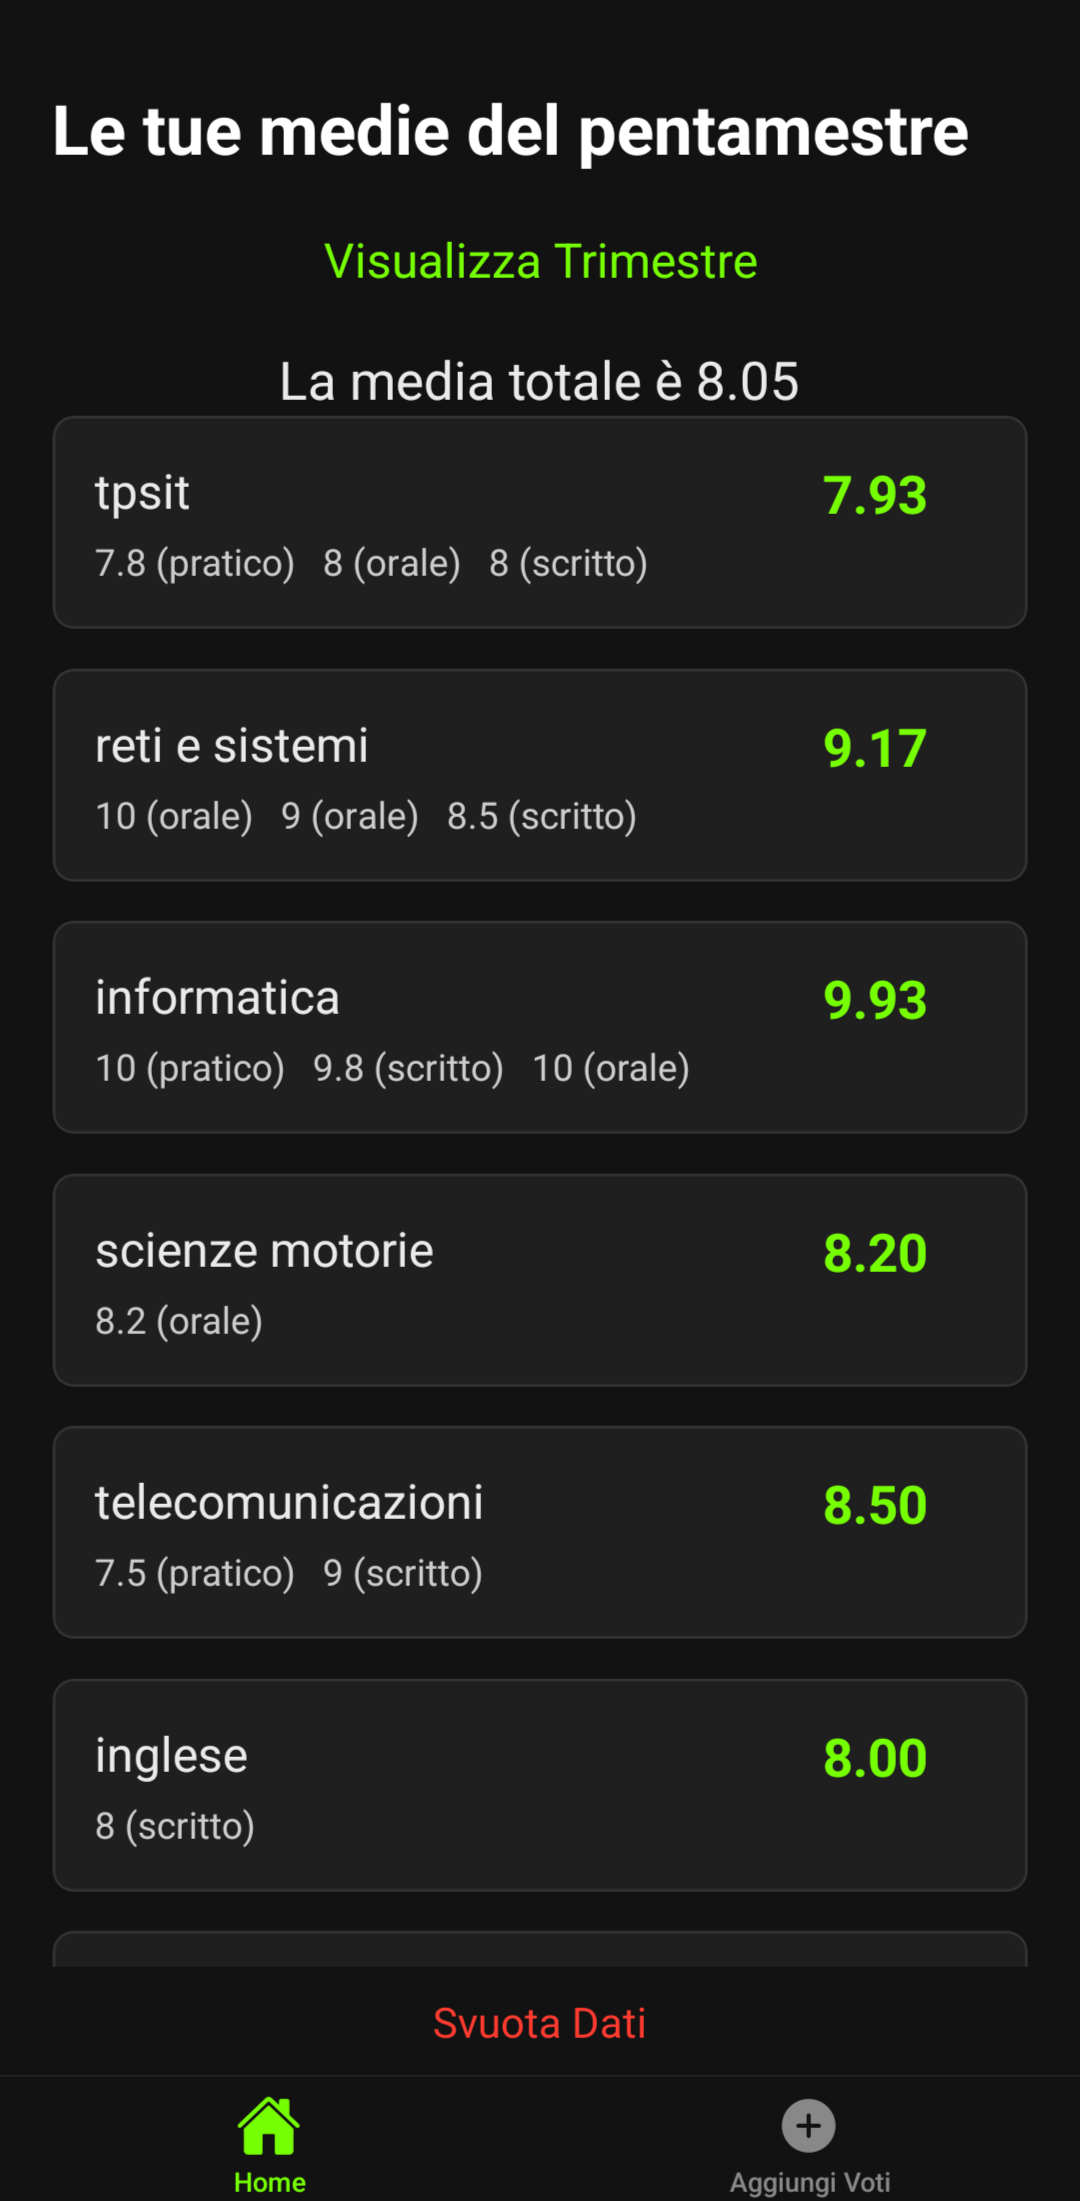 Le tue medie del pentamestre
Visualizza Trimestre
La media totale è 8.05
tpsit 7.93
7.8 (pratico) 8 (orale) 8 (scritto)
reti e sistemi 9.17
10 (orale) 9 (orale) 8.5 (scritto)
informatica 9.93
10 (pratico) 9.8 (scritto) 10 (orale)
scienze motorie 8.20
8.2 (orale)
telecomunicazioni 8.50
7.5 (pratico) 9 (scritto)
inglese 8.00
8 (scritto)
Svuota Dati
Home Aggiungi Voti